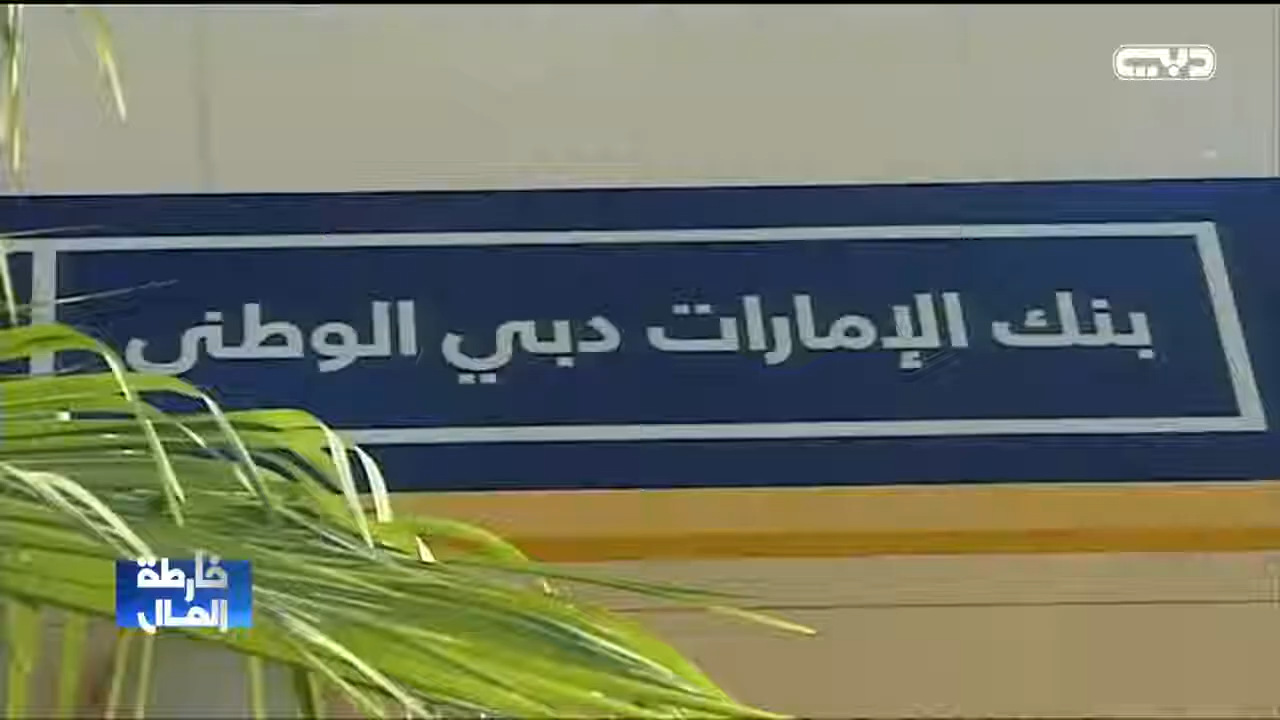 دبي
بنك الإمارات دبي الوطني
خارطة
المال